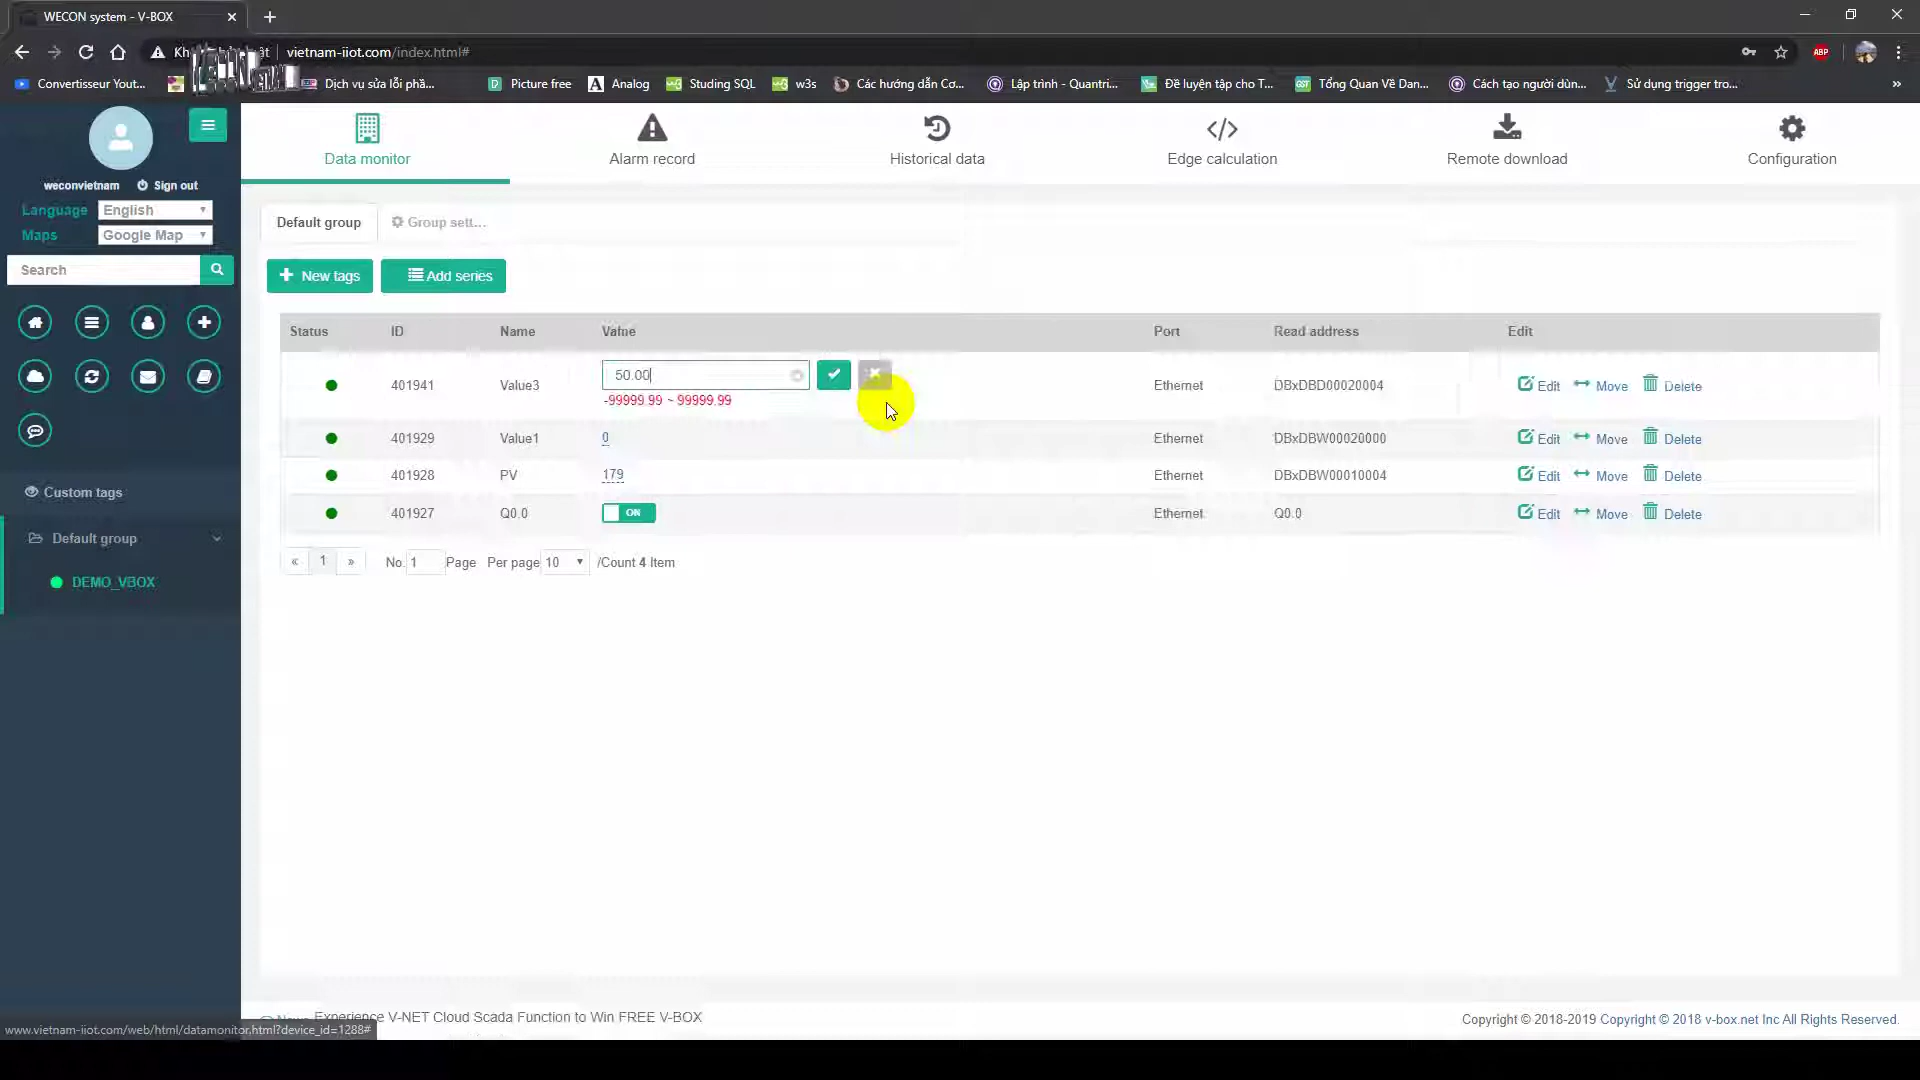 WECON system - V-BOX
vietnam-iiot.com/index.html#
ABP
Convertisseur Yout...
Dịch vụ sửa lỗi phầ...
Picture free
Analog
Studing SQL
w3s
Các hướng dẫn Cơ...
Lập trình - Quantri...
Đề luyện tập cho T...
Tổng Quan Về Dan...
Cách tạo người dùn...
Sử dụng trigger tro...
weconvietnam Sign out
Language English
Maps Google Map
Search
Custom tags
Default group
DEMO_VBOX
Data monitor
Alarm record
Historical data
Edge calculation
Remote download
Configuration
Default group Group sett...
New tags Add series
Status ID Name Value Port Read address Edit
401941 Value3 50.00 Ethernet DBxDBD00020004 Edit Move Delete
-99999.99 ~ 99999.99
401929 Value1 0 Ethernet DBxDBW00020000 Edit Move Delete
401928 PV 179 Ethernet DBxDBW00010004 Edit Move Delete
401927 Q0.0 ON Ethernet Q0.0 Edit Move Delete
« 1 » No. 1 Page Per page 10 /Count 4 Item
Experience V-NET Cloud Scada Function to Win FREE V-BOX
www.vietnam-iiot.com/web/html/datamonitor.html?device_id=1288#
Copyright © 2018-2019 Copyright © 2018 v-box.net Inc All Rights Reserved.